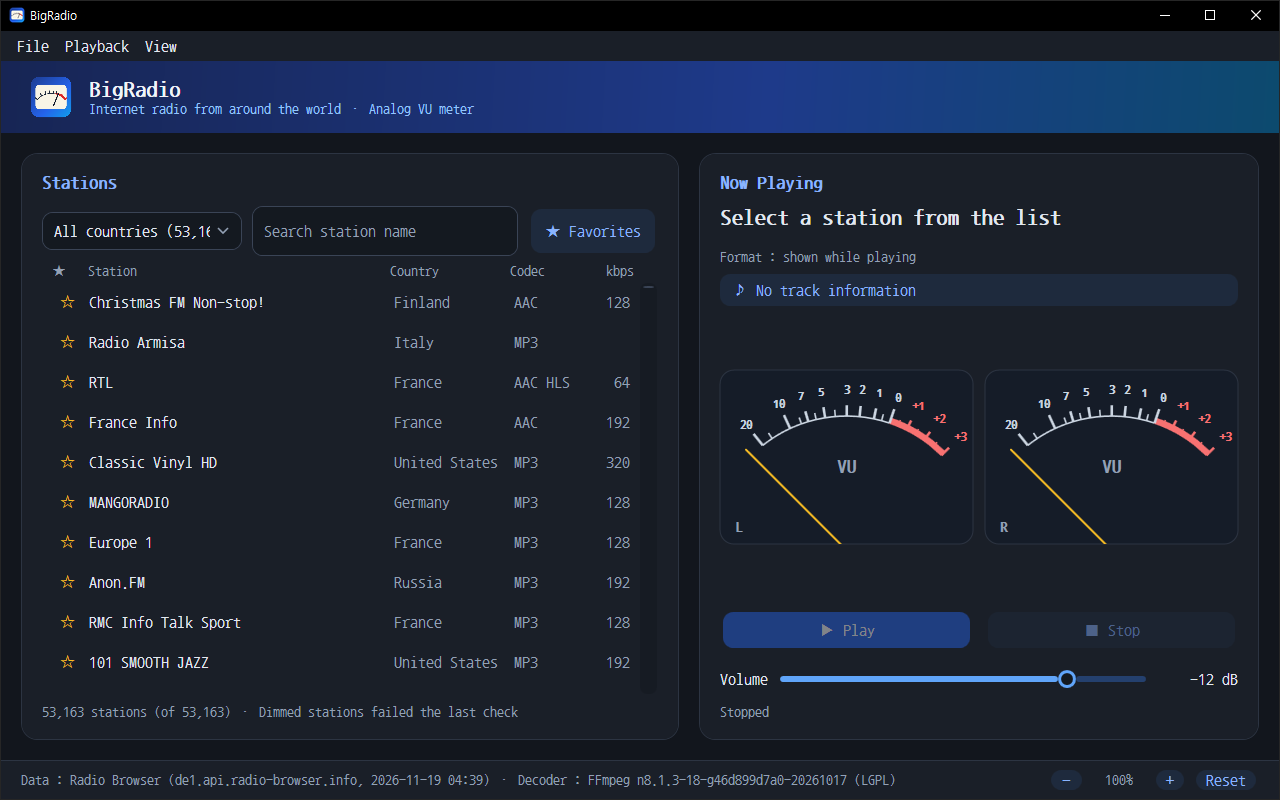 BigRadio
File Playback View
BigRadio
Internet radio from around the world · Analog VU meter
Stations
All countries (53,16
Search station name
★ Favorites
★ Station Country Codec kbps
☆ Christmas FM Non-stop! Finland AAC 128
☆ Radio Armisa Italy MP3
☆ RTL France AAC HLS 64
☆ France Info France AAC 192
☆ Classic Vinyl HD United States MP3 320
☆ MANGORADIO Germany MP3 128
☆ Europe 1 France MP3 128
☆ Anon.FM Russia MP3 192
☆ RMC Info Talk Sport France MP3 128
☆ 101 SMOOTH JAZZ United States MP3 192
53,163 stations (of 53,163) · Dimmed stations failed the last check
Now Playing
Select a station from the list
Format : shown while playing
♪ No track information
20 10 7 5 3 2 1 0 +1 +2 +3
VU
L
20 10 7 5 3 2 1 0 +1 +2 +3
VU
R
▶ Play
■ Stop
Volume -12 dB
Stopped
Data : Radio Browser (de1.api.radio-browser.info, 2026-11-19 04:39) · Decoder : FFmpeg n8.1.3-18-g46d899d7a0-20261017 (LGPL)
− 100% + Reset